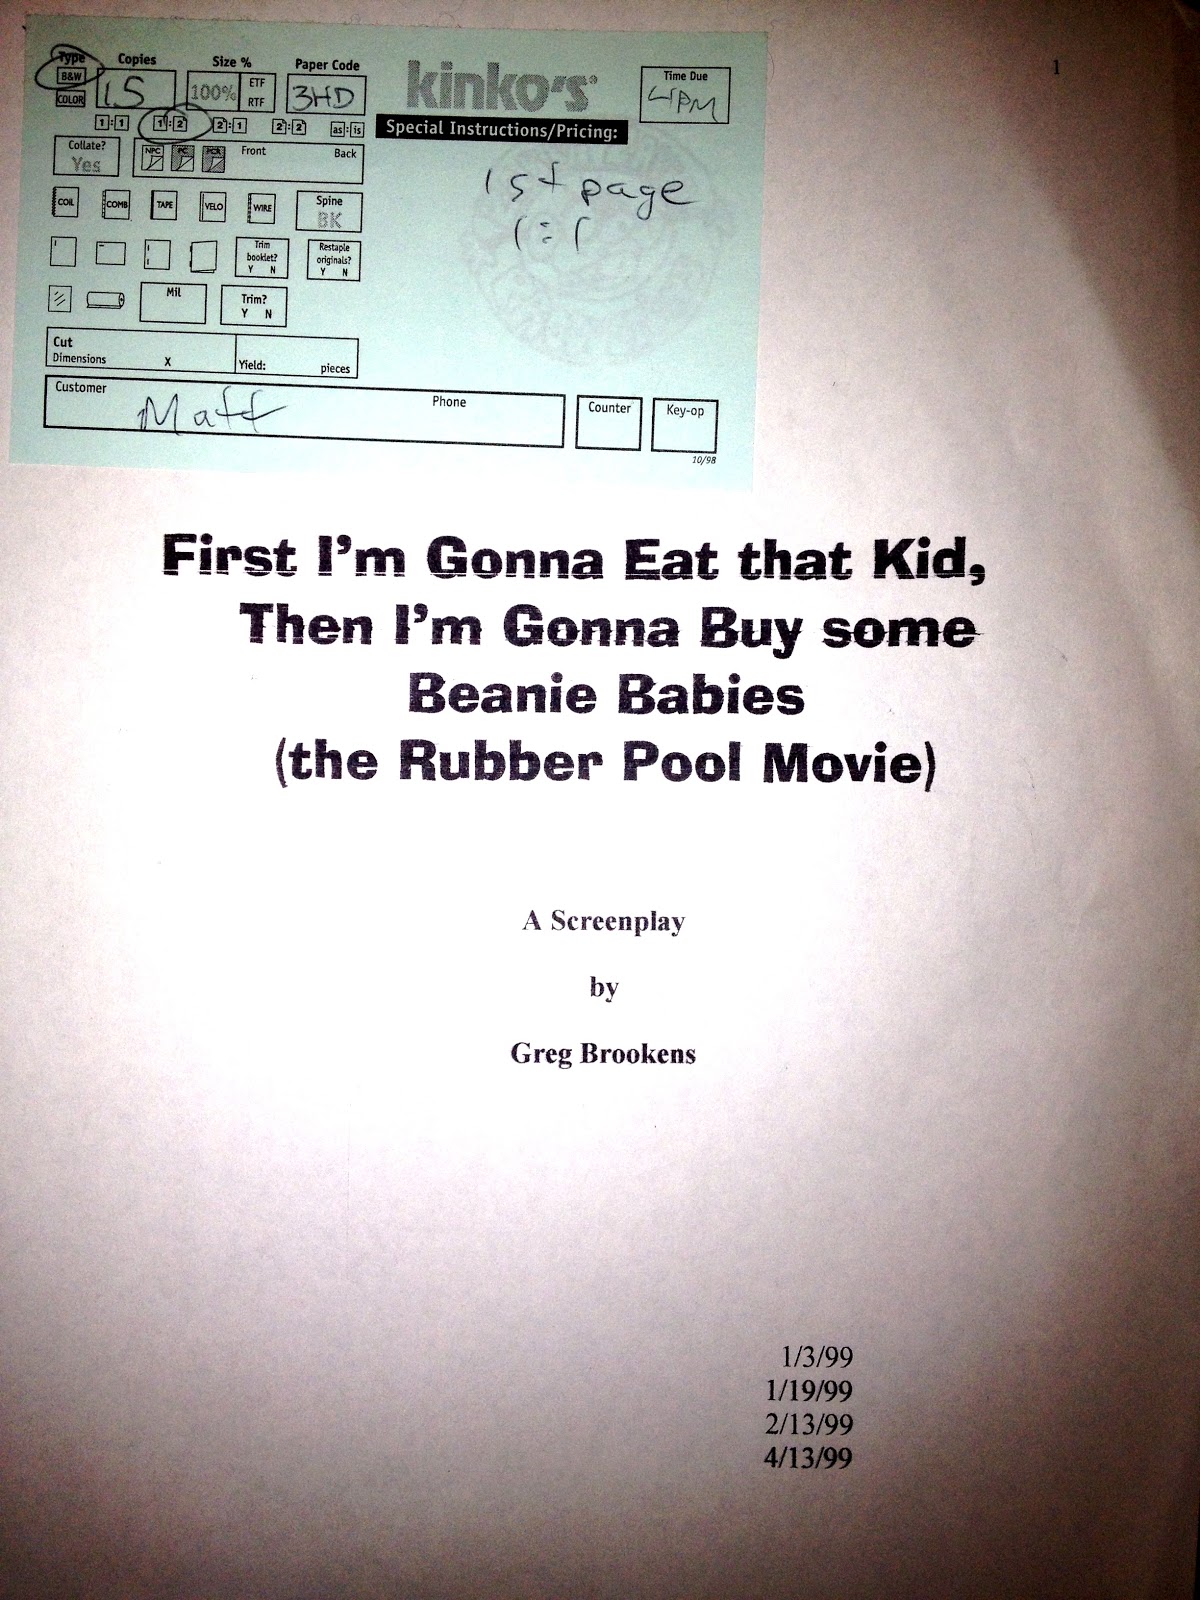 1
Type Copies Size % Paper Code
B&W 15 100% ETF 3HD
COLOR RTF
kinko's®
Time Due
4PM
1:1 1:2 2:1 2:2 as:is
Special Instructions/Pricing:
1st page
1:1
Collate? Front Back
Yes
COIL COMB TAPE VELO WIRE Spine
BK
Trim booklet? Restaple originals?
Y N Y N
Mil Trim?
Y N
Cut
Dimensions X Yield: pieces
Customer Phone Counter Key-op
Matt
10/98
First I'm Gonna Eat that Kid,
Then I'm Gonna Buy some
Beanie Babies
(the Rubber Pool Movie)
A Screenplay
by
Greg Brookens
1/3/99
1/19/99
2/13/99
4/13/99